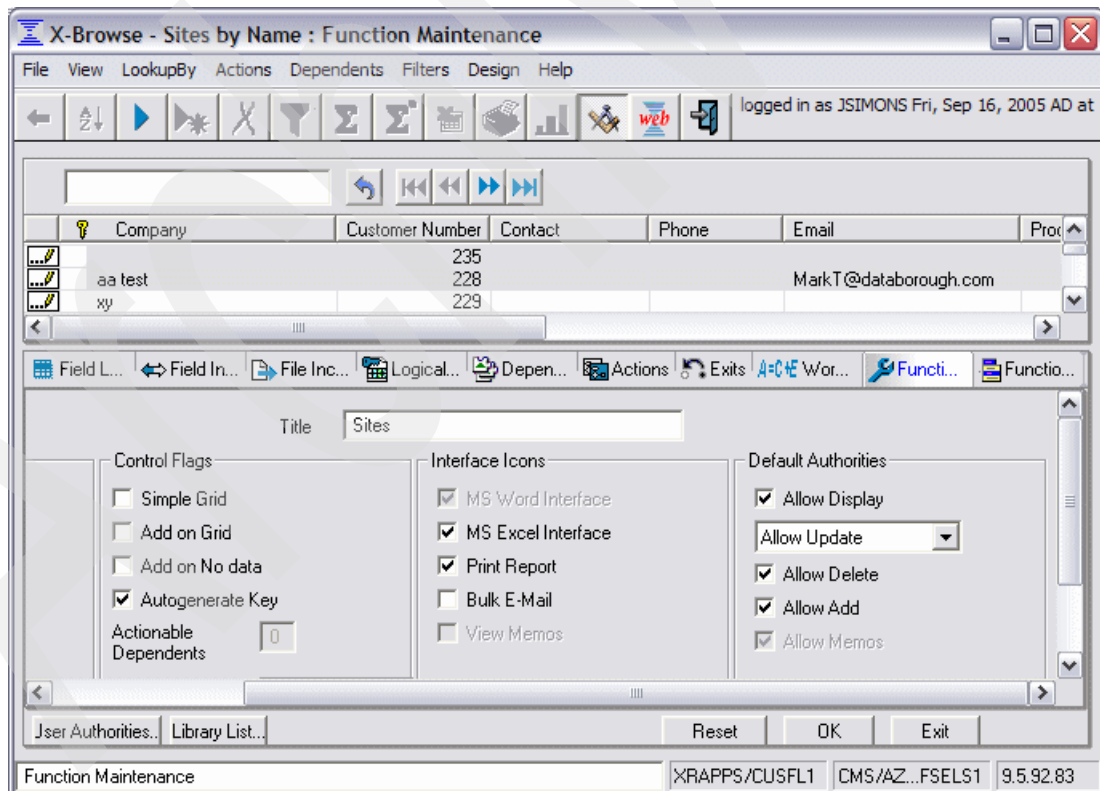 X-Browse - Sites by Name : Function Maintenance
File View LookupBy Actions Dependents Filters Design Help
web
logged in as JSIMONS Fri, Sep 16, 2005 AD at
Company Customer Number Contact Phone Email Proc
235
aa test 228 MarkT@databorough.com
xy 229
Field L... Field In... File Inc... Logical... Depen... Actions Exits A=C+E Wor... Functi... Functio...
Title Sites
Control Flags Interface Icons Default Authorities
Simple Grid MS Word Interface Allow Display
Add on Grid MS Excel Interface Allow Update
Add on No data Print Report Allow Delete
Autogenerate Key Bulk E-Mail Allow Add
Actionable Dependents 0 View Memos Allow Memos
Jser Authorities.. Library List... Reset OK Exit
Function Maintenance XRAPPS/CUSFL1 CMS/AZ...FSELS1 9.5.92.83